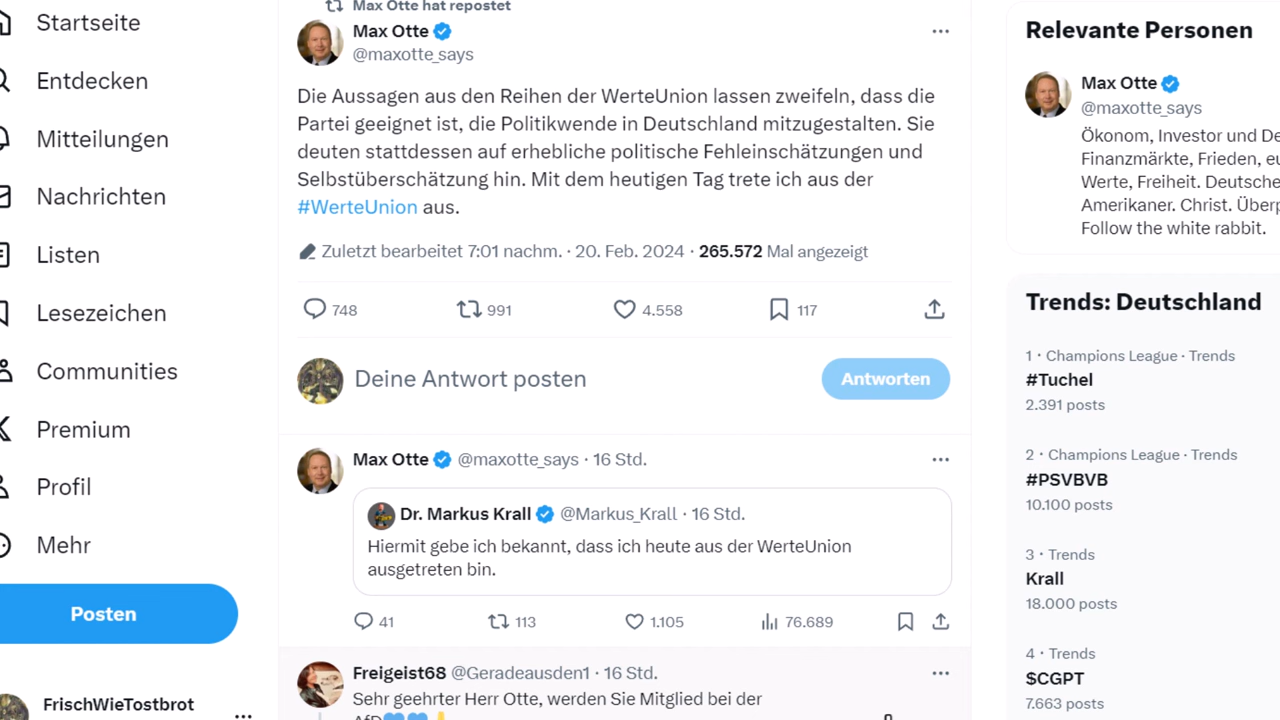 Startseite
Entdecken
Mitteilungen
Nachrichten
Listen
Lesezeichen
Communities
Premium
Profil
Mehr
Posten
FrischWieTostbrot
Max Otte hat repostet
Max Otte
@maxotte_says
Die Aussagen aus den Reihen der WerteUnion lassen zweifeln, dass die
Partei geeignet ist, die Politikwende in Deutschland mitzugestalten. Sie
deuten stattdessen auf erhebliche politische Fehleinschätzungen und
Selbstüberschätzung hin. Mit dem heutigen Tag trete ich aus der
#WerteUnion aus.
Zuletzt bearbeitet 7:01 nachm. · 20. Feb. 2024 · 265.572 Mal angezeigt
748 991 4.558 117
Deine Antwort posten
Antworten
Max Otte @maxotte_says · 16 Std.
Dr. Markus Krall @Markus_Krall · 16 Std.
Hiermit gebe ich bekannt, dass ich heute aus der WerteUnion
ausgetreten bin.
41 113 1.105 76.689
Freigeist68 @Geradeausden1 · 16 Std.
Sehr geehrter Herr Otte, werden Sie Mitglied bei der
AfD
Relevante Personen
Max Otte
@maxotte_says
Ökonom, Investor und De
Finanzmärkte, Frieden, eu
Werte, Freiheit. Deutsche
Amerikaner. Christ. Überp
Follow the white rabbit.
Trends: Deutschland
1 · Champions League · Trends
#Tuchel
2.391 posts
2 · Champions League · Trends
#PSVBVB
10.100 posts
3 · Trends
Krall
18.000 posts
4 · Trends
$CGPT
7.663 posts